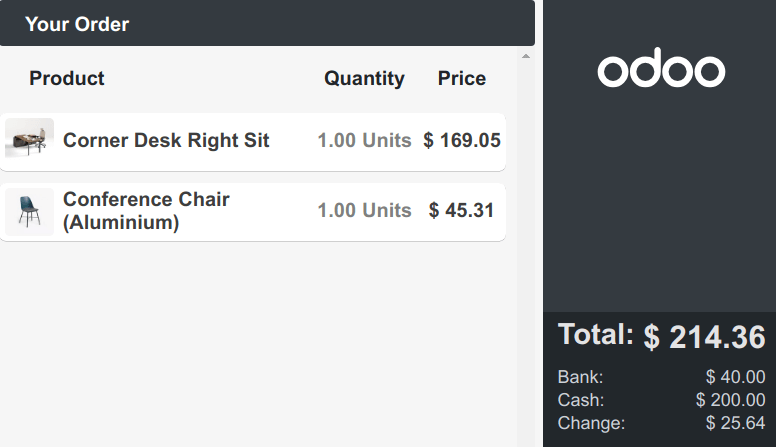 Your Order
odoo
Product Quantity Price
Corner Desk Right Sit 1.00 Units $ 169.05
Conference Chair
(Aluminium) 1.00 Units $ 45.31
Total: $ 214.36
Bank: $ 40.00
Cash: $ 200.00
Change: $ 25.64